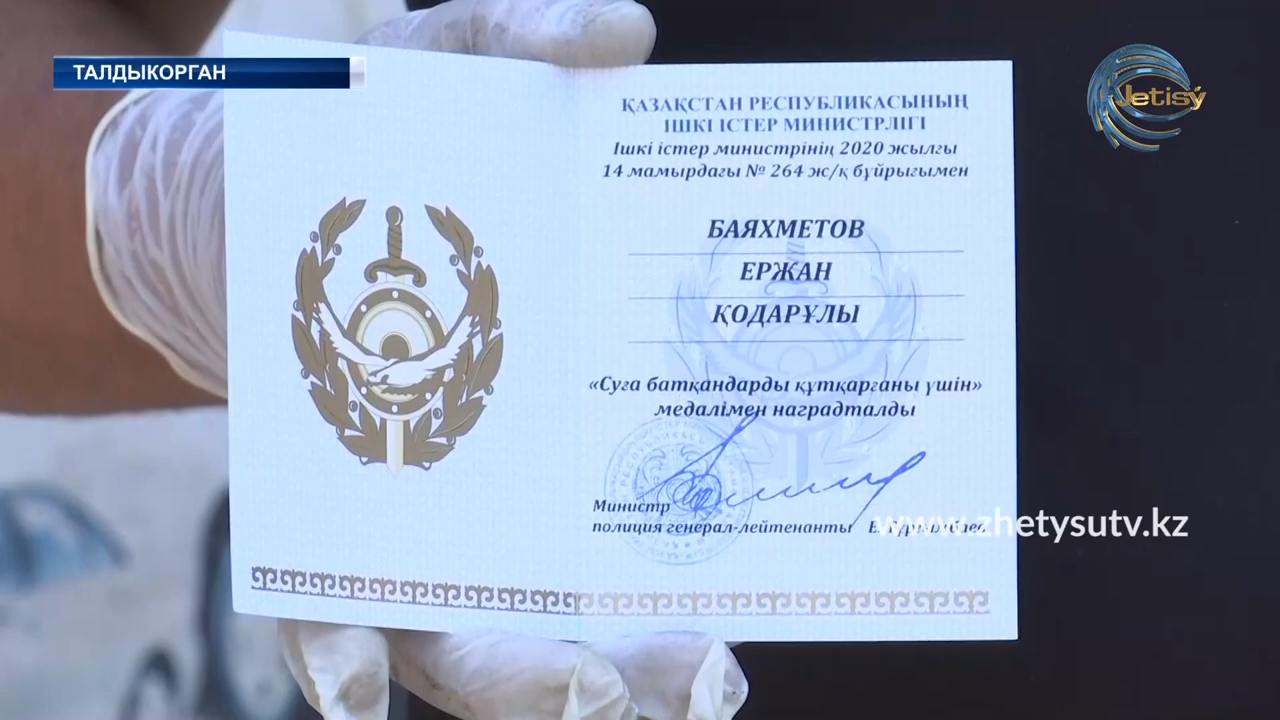 ТАЛДЫКОРГАН
Jetisý
ҚАЗАҚСТАН РЕСПУБЛИКАСЫНЫҢ
ІШКІ ІСТЕР МИНИСТРЛІГІ
Ішкі істер министрінің 2020 жылғы
14 мамырдағы № 264 ж/қ бұйрығымен
БАЯХМЕТОВ
ЕРЖАН
ҚОДАРҰЛЫ
«Суға батқандарды құтқарғаны үшін»
медалімен наградталды
Министр
полиция генерал-лейтенанты Е.
www.zhetysutv.kz